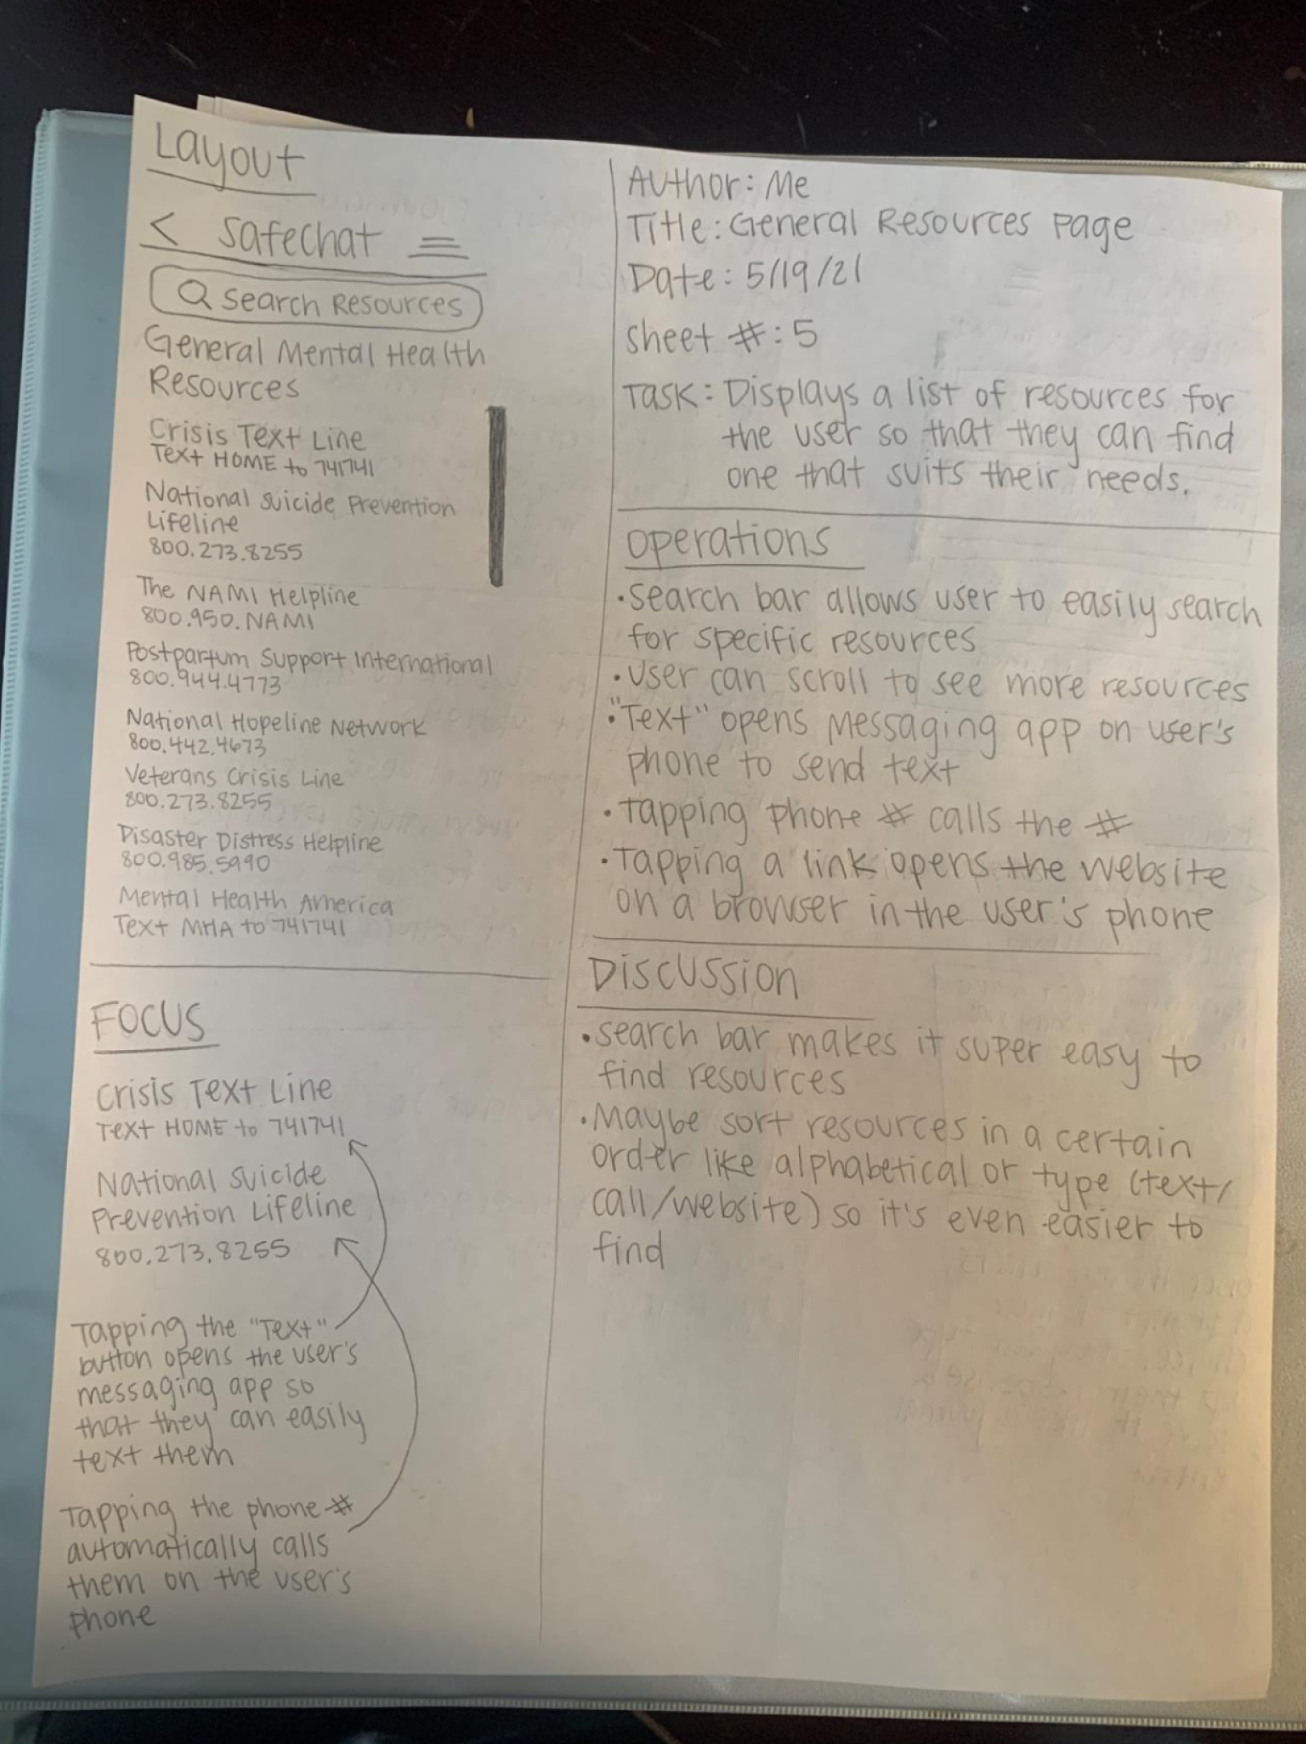 Layout
< Safechat
Search Resources
General Mental Health
Resources
Crisis Text Line
Text HOME to 741741
National Suicide Prevention
Lifeline
800.273.8255
The NAMI Helpline
800.950.NAMI
Postpartum Support International
800.944.4773
National Hopeline Network
800.442.4673
Veterans Crisis Line
800.273.8255
Disaster Distress Helpline
800.985.5990
Mental Health America
Text MHA to 741741
Focus
Crisis Text Line
Text HOME to 741741
National Suicide
Prevention Lifeline
800.273.8255
Tapping the "Text"
button opens the user's
messaging app so
that they can easily
text them
Tapping the phone #
automatically calls
them on the user's
phone
Author: Me
Title: General Resources Page
Date: 5/19/21
Sheet #: 5
Task: Displays a list of resources for
the user so that they can find
one that suits their needs.
Operations
• Search bar allows user to easily search
for specific resources
• User can scroll to see more resources
• "Text" opens messaging app on user's
phone to send text
• Tapping phone # calls the #
• Tapping a link opens the website
on a browser in the user's phone
Discussion
• Search bar makes it super easy to
find resources
• Maybe sort resources in a certain
order like alphabetical or type (text/
call/website) so it's even easier to
find